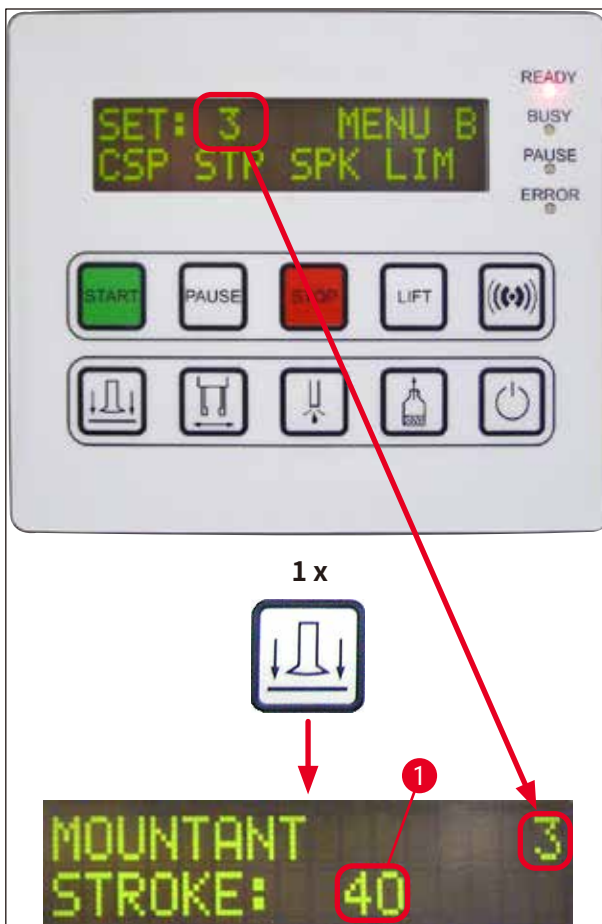 READY
SET: 3 MENU B
BUSY
CSP STP SPK LIM
PAUSE
ERROR
START PAUSE STOP LIFT
1 x
1
MOUNTANT 3
STROKE: 40